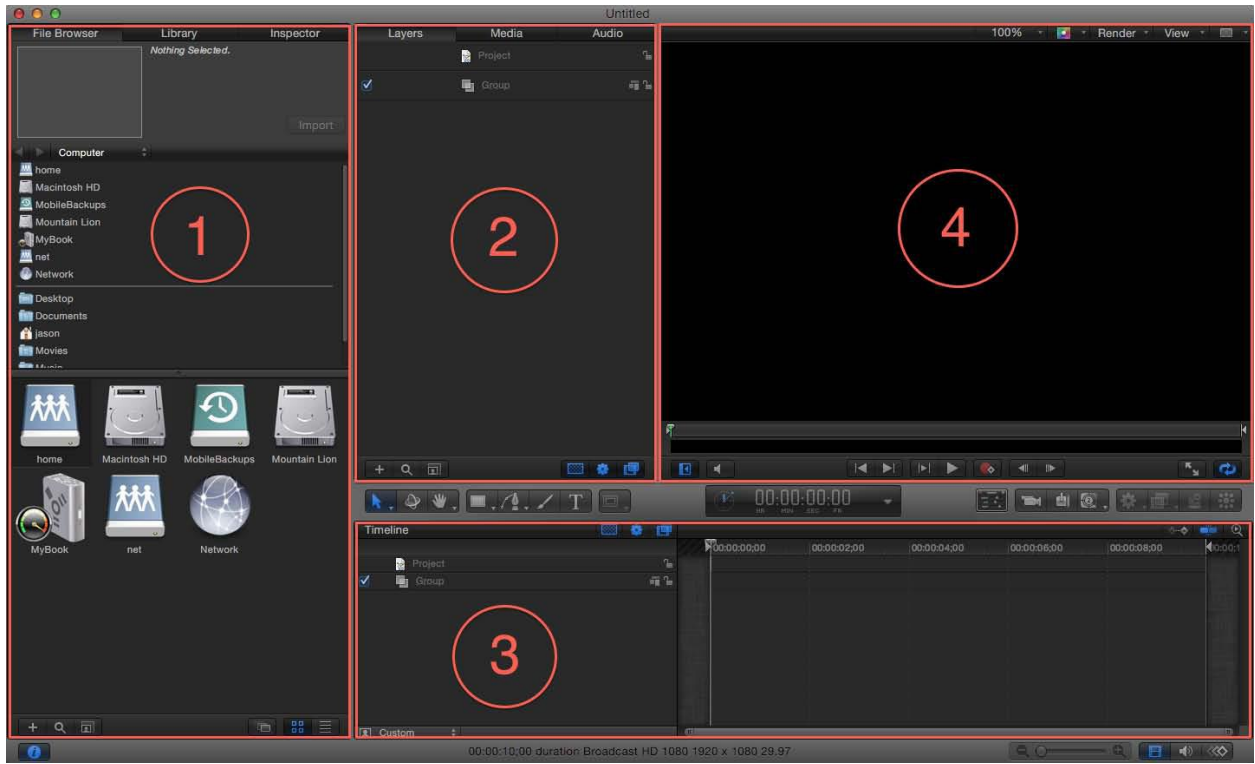 Untitled
File Browser Library Inspector
Nothing Selected.
Import
Computer
home
Macintosh HD
MobileBackups
Mountain Lion
MyBook
net
Network
Desktop
Documents
jason
Movies
1
home Macintosh HD MobileBackups Mountain Lion
MyBook net Network
Layers Media Audio
Project
Group
2
100% Render View
4
00:00:00:00
HR MIN SEC FR
Timeline
00:00:00;00 00:00:02;00 00:00:04;00 00:00:06;00 00:00:08;00
Project
Group
3
Custom
00:00:10;00 duration Broadcast HD 1080 1920 x 1080 29.97